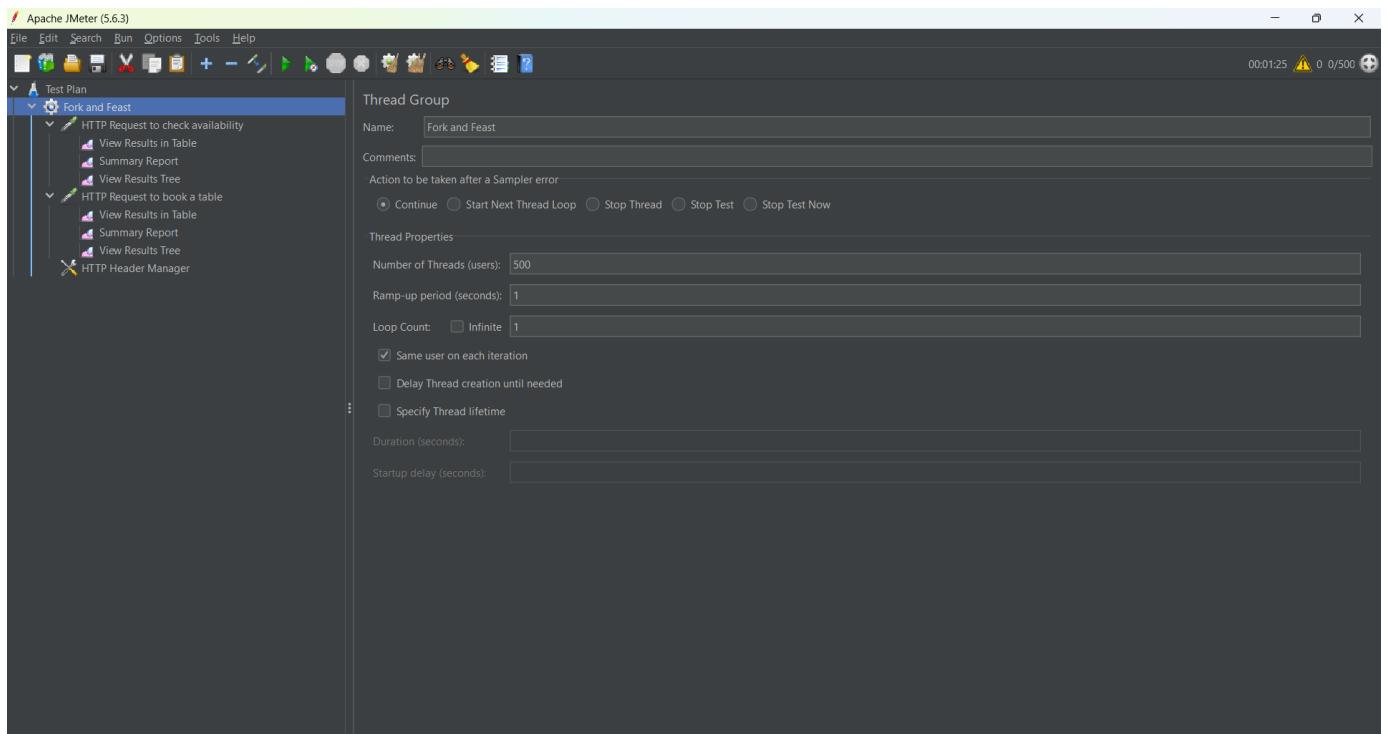 Apache JMeter (5.6.3)
File Edit Search Run Options Tools Help
00:01:25 0 0/500
Test Plan
Fork and Feast
HTTP Request to check availability
View Results in Table
Summary Report
View Results Tree
HTTP Request to book a table
View Results in Table
Summary Report
View Results Tree
HTTP Header Manager
Thread Group
Name: Fork and Feast
Comments:
Action to be taken after a Sampler error
Continue Start Next Thread Loop Stop Thread Stop Test Stop Test Now
Thread Properties
Number of Threads (users): 500
Ramp-up period (seconds): 1
Loop Count: Infinite 1
Same user on each iteration
Delay Thread creation until needed
Specify Thread lifetime
Duration (seconds):
Startup delay (seconds):